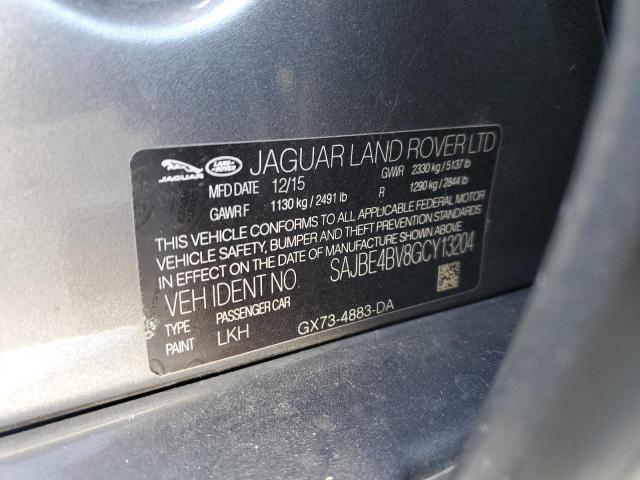 JAGUAR LAND-ROVER JAGUAR LAND ROVER LTD
MFD DATE 12/15 GVWR 2330 kg / 5137 lb
GAWR F 1130 kg / 2491 lb R 1290 kg / 2844 lb
THIS VEHICLE CONFORMS TO ALL APPLICABLE FEDERAL MOTOR
VEHICLE SAFETY, BUMPER AND THEFT PREVENTION STANDARDS
IN EFFECT ON THE DATE OF MANUFACTURE SHOWN ABOVE.
VEH IDENT NO. SAJBE4BV8GCY13204
TYPE PASSENGER CAR
PAINT LKH GX73-4883-DA